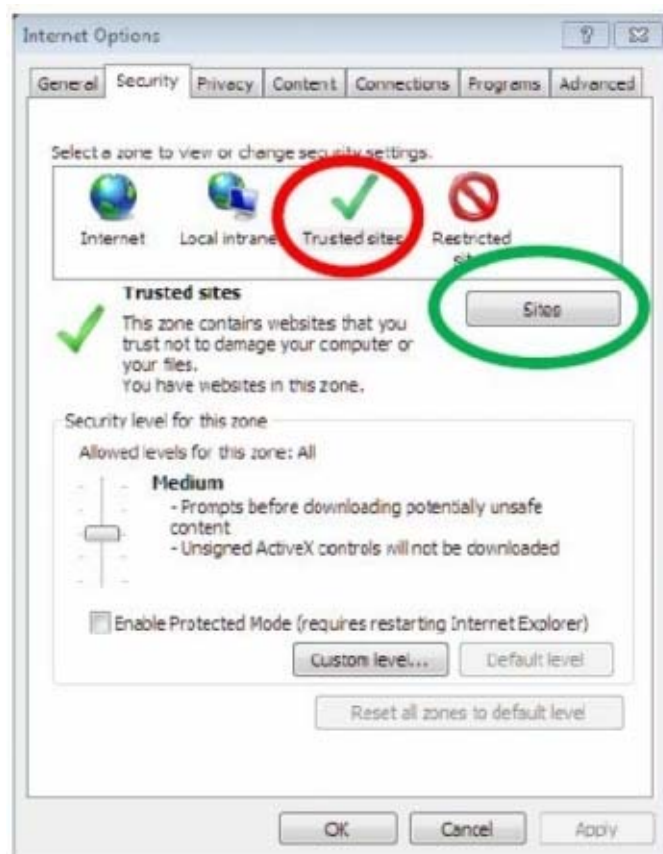 Internet Options
General Security Privacy Content Connections Programs Advanced
Select a zone to view or change security settings.
Internet Local intrane Trusted sites Restricted
Trusted sites
Sites
This zone contains websites that you
trust not to damage your computer or
your files.
You have websites in this zone.
Security level for this zone
Allowed levels for this zone: All
Medium
- Prompts before downloading potentially unsafe
content
- Unsigned ActiveX controls will not be downloaded
Enable Protected Mode (requires restarting Internet Explorer)
Custom level... Default level
Reset all zones to default level
OK Cancel Apply